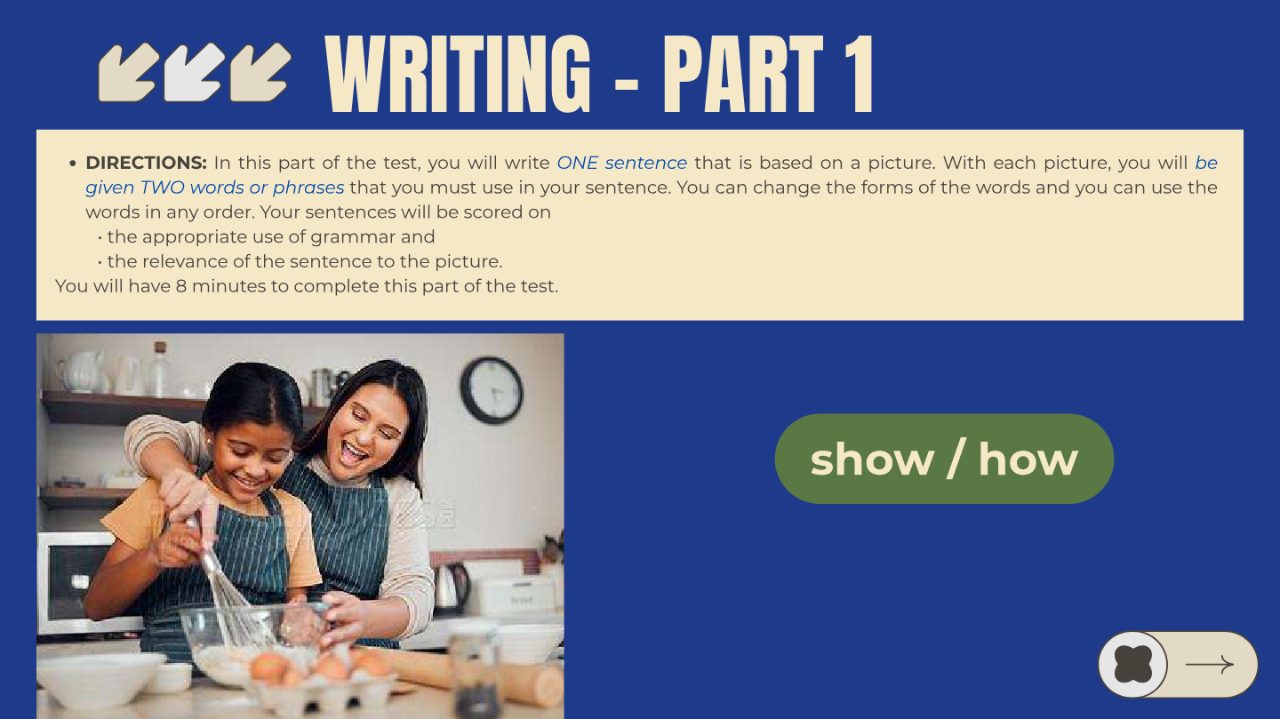 WRITING - PART 1
• DIRECTIONS: In this part of the test, you will write ONE sentence that is based on a picture. With each picture, you will be
given TWO words or phrases that you must use in your sentence. You can change the forms of the words and you can use the
words in any order. Your sentences will be scored on
• the appropriate use of grammar and
• the relevance of the sentence to the picture.
You will have 8 minutes to complete this part of the test.
show / how